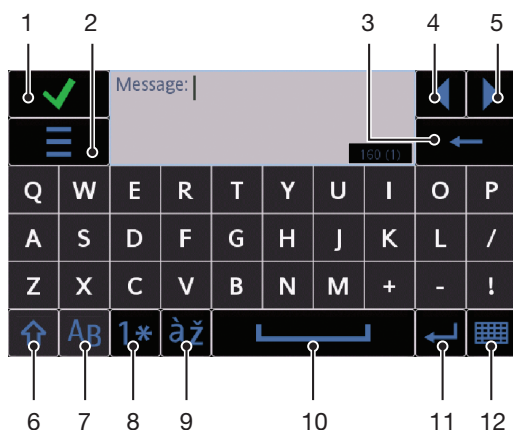 1 2 3 4 5
Message:
160 (1)
Q W E R T Y U I O P
A S D F G H J K L /
Z X C V B N M + - !
AB 1* àž
6 7 8 9 10 11 12